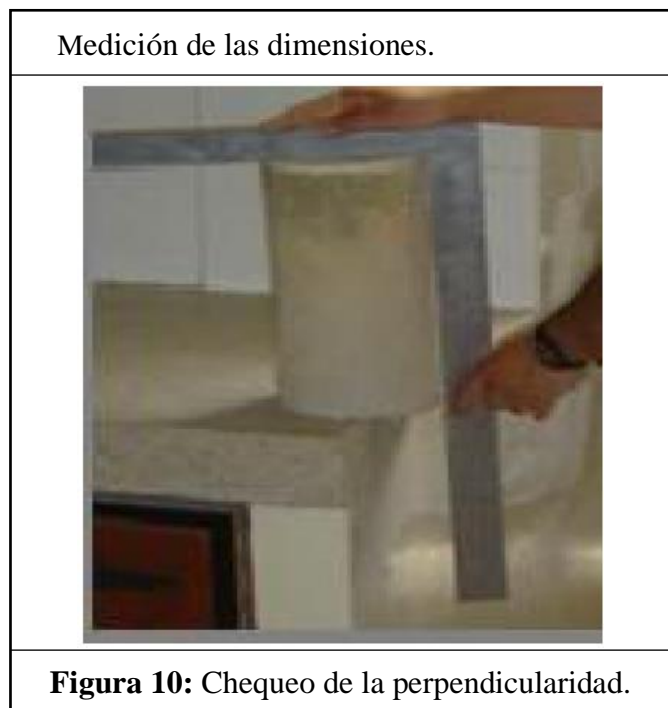 Medición de las dimensiones.
Figura 10: Chequeo de la perpendicularidad.